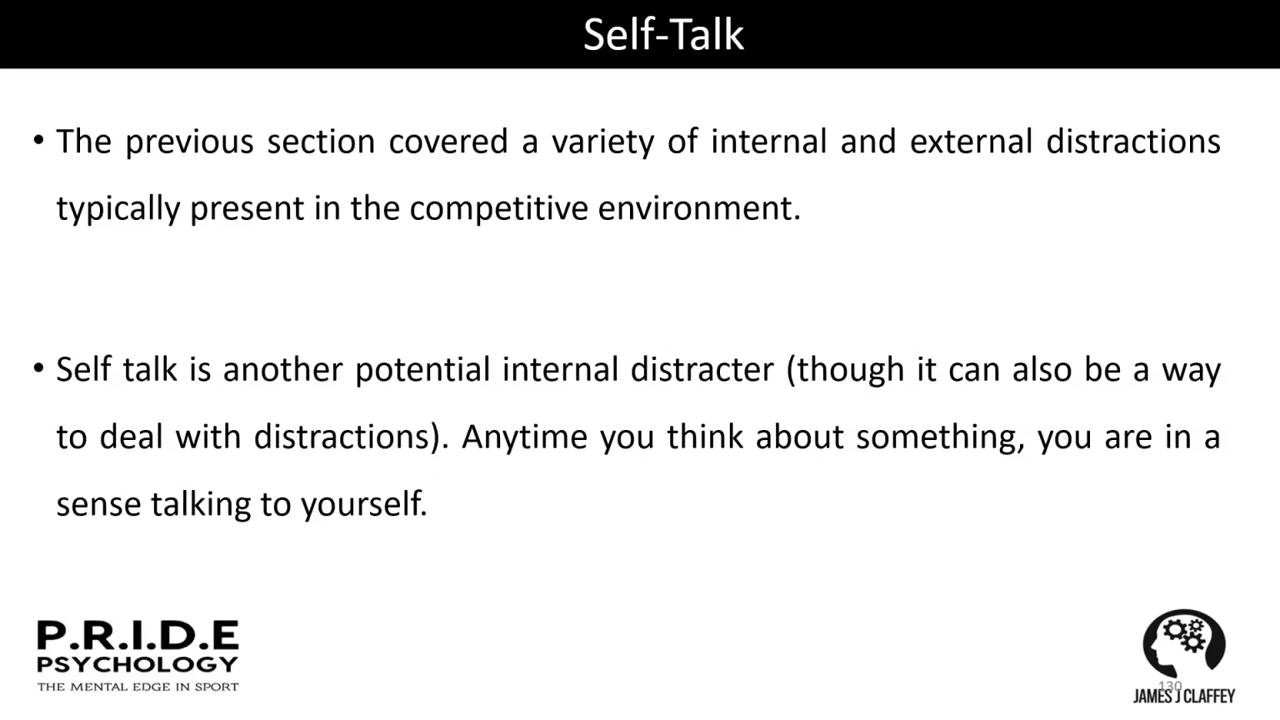 Self-Talk
• The previous section covered a variety of internal and external distractions
typically present in the competitive environment.
• Self talk is another potential internal distracter (though it can also be a way
to deal with distractions). Anytime you think about something, you are in a
sense talking to yourself.
P.R.I.D.E
PSYCHOLOGY
THE MENTAL EDGE IN SPORT
130
JAMES J CLAFFEY